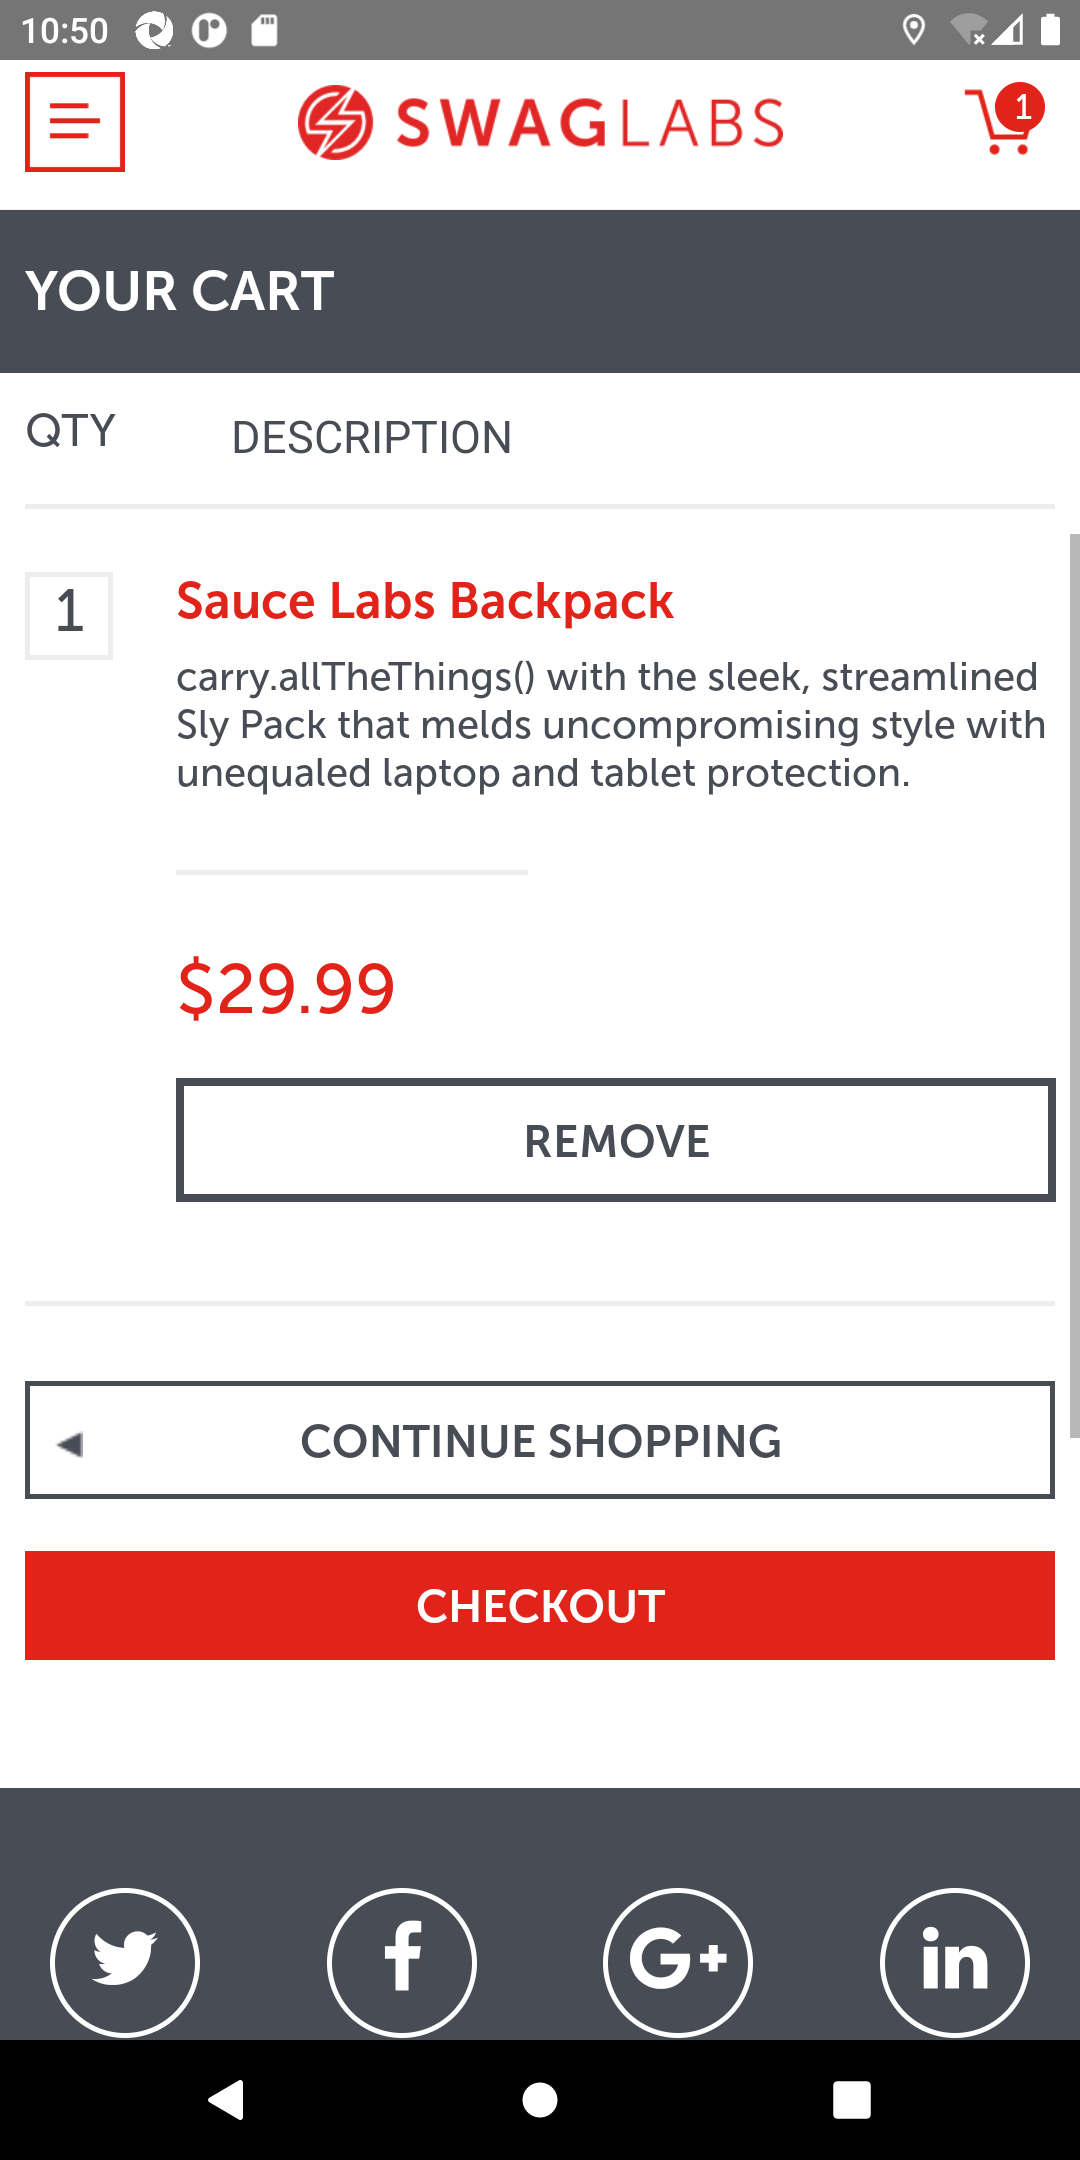 10:50
SWAGLABS
1
YOUR CART
QTY
DESCRIPTION
1
Sauce Labs Backpack
carry.allTheThings() with the sleek, streamlined
Sly Pack that melds uncompromising style with
unequaled laptop and tablet protection.
$29.99
REMOVE
CONTINUE SHOPPING
CHECKOUT
f
G+
in